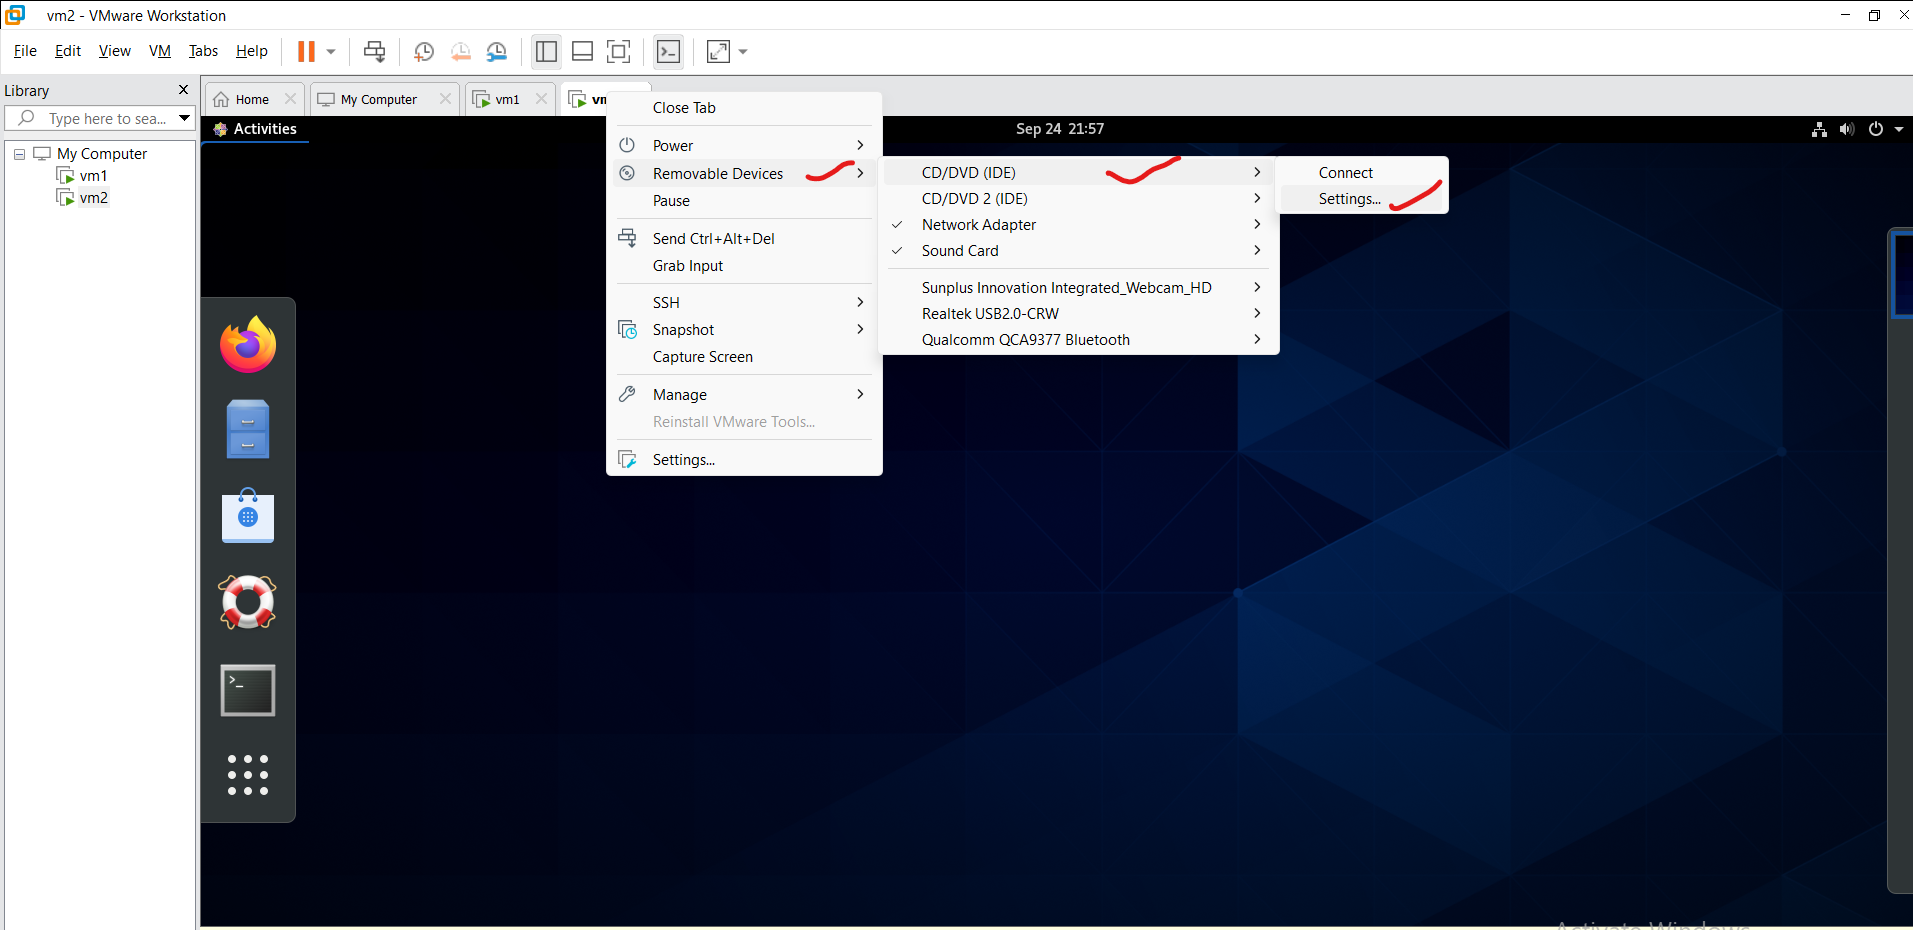 vm2 - VMware Workstation
File Edit View VM Tabs Help
Library
Type here to sea...
My Computer
vm1
vm2
Home
My Computer
vm1
Activities
Sep 24 21:57
Close Tab
Power
Removable Devices
Pause
Send Ctrl+Alt+Del
Grab Input
SSH
Snapshot
Capture Screen
Manage
Reinstall VMware Tools...
Settings...
CD/DVD (IDE)
CD/DVD 2 (IDE)
Network Adapter
Sound Card
Sunplus Innovation Integrated_Webcam_HD
Realtek USB2.0-CRW
Qualcomm QCA9377 Bluetooth
Connect
Settings...
Activate Windows